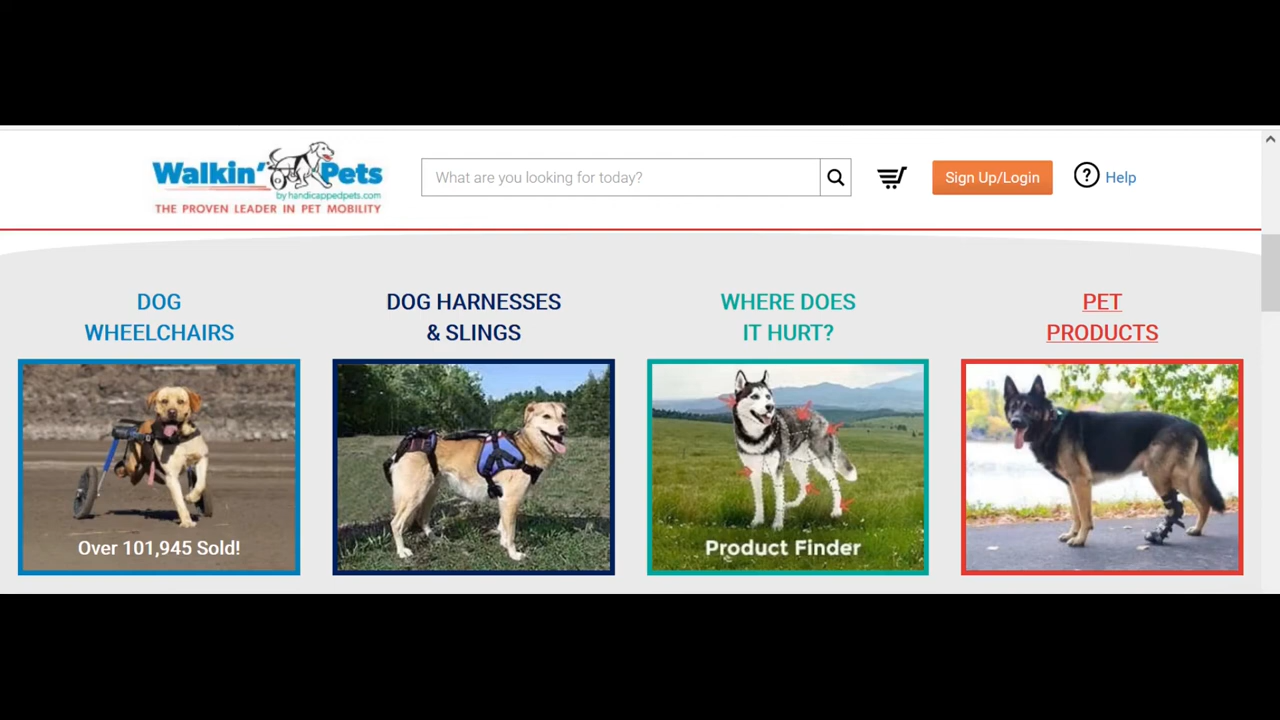 Walkin' Pets
by handicappedpets.com
THE PROVEN LEADER IN PET MOBILITY
What are you looking for today?
Sign Up/Login
? Help
DOG
WHEELCHAIRS
DOG HARNESSES
& SLINGS
WHERE DOES
IT HURT?
PET
PRODUCTS
Over 101,945 Sold!
Product Finder